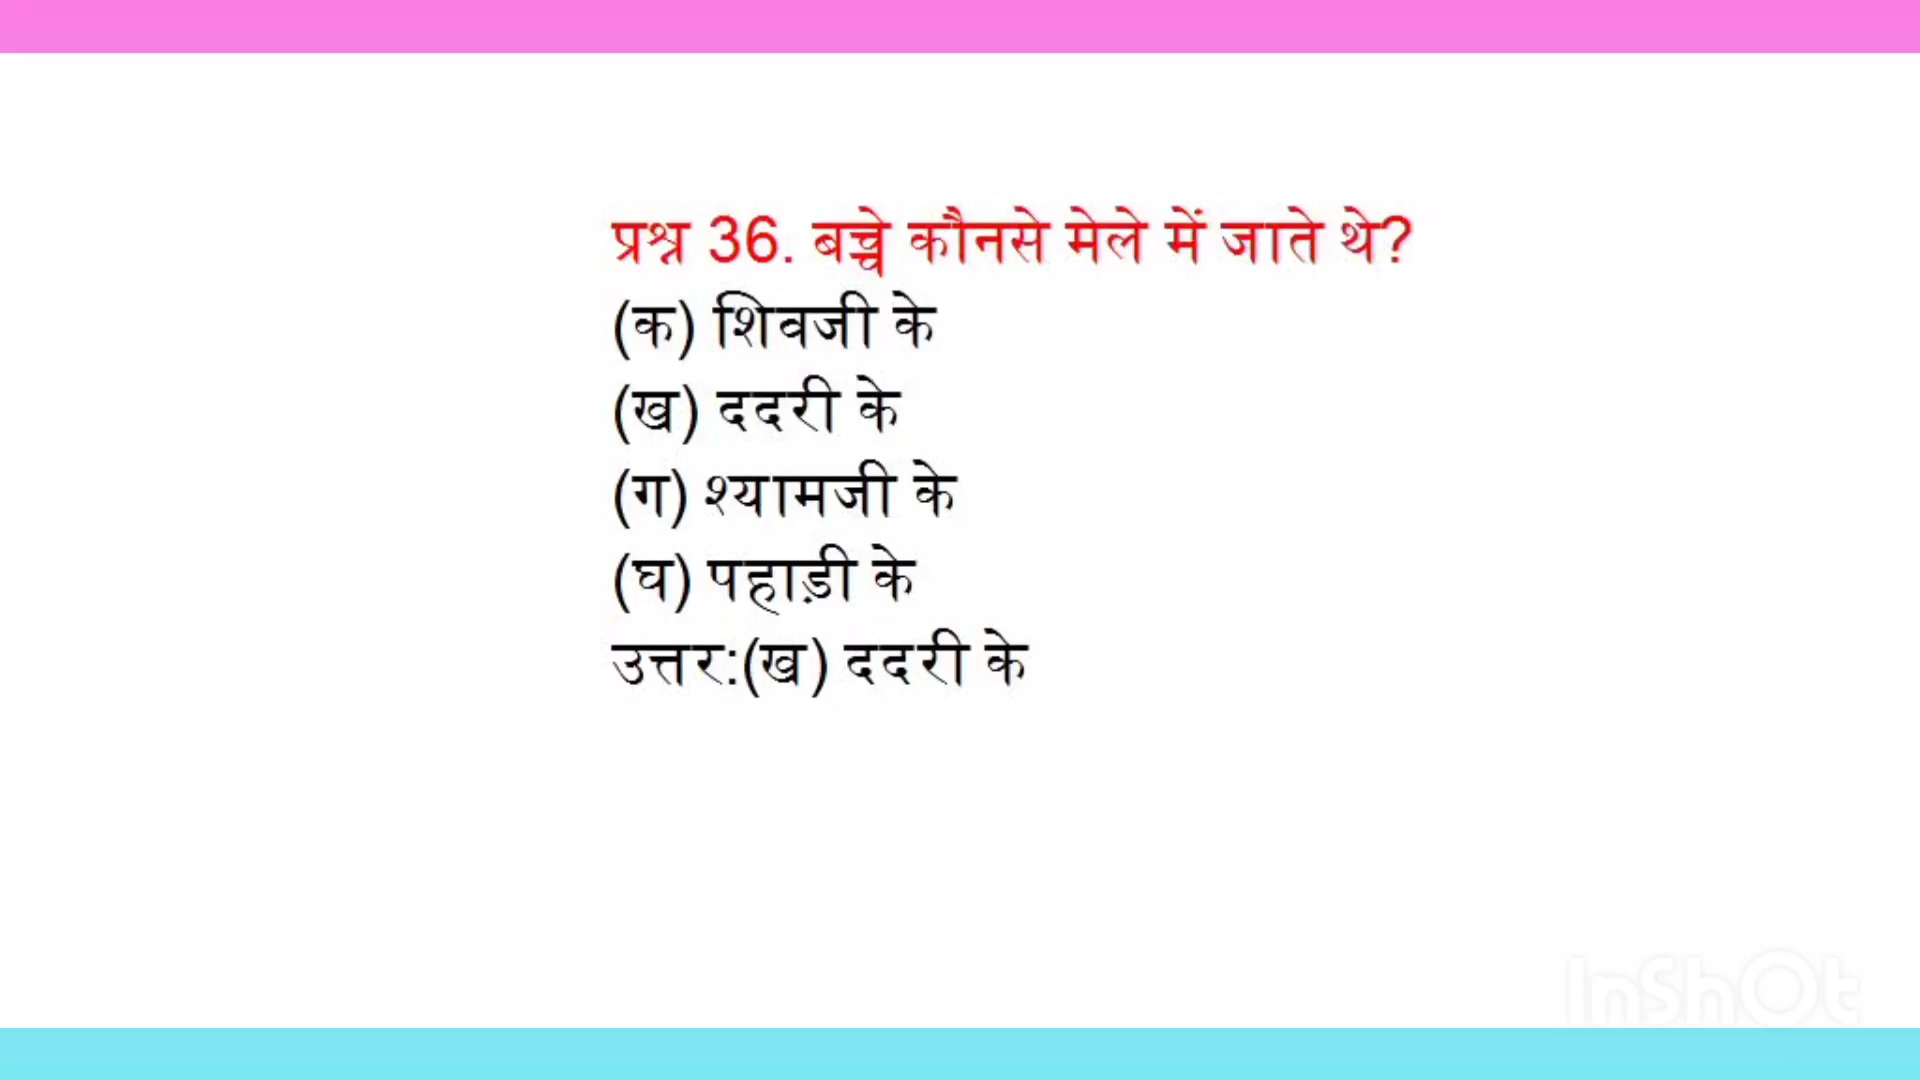 प्रश्न 36. बच्चे कौनसे मेले में जाते थे?
(क) शिवजी के
(ख) ददरी के
(ग) श्यामजी के
(घ) पहाड़ी के
उत्तर:(ख) ददरी के
InShOt